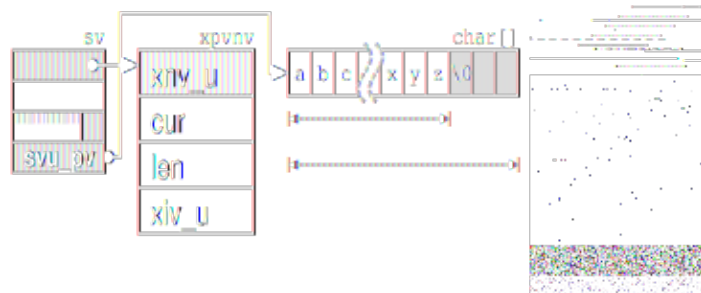 sv
xpvnv
char[]
xnv_u
cur
len
xiv_u
svu_pv
a b c x y z \0